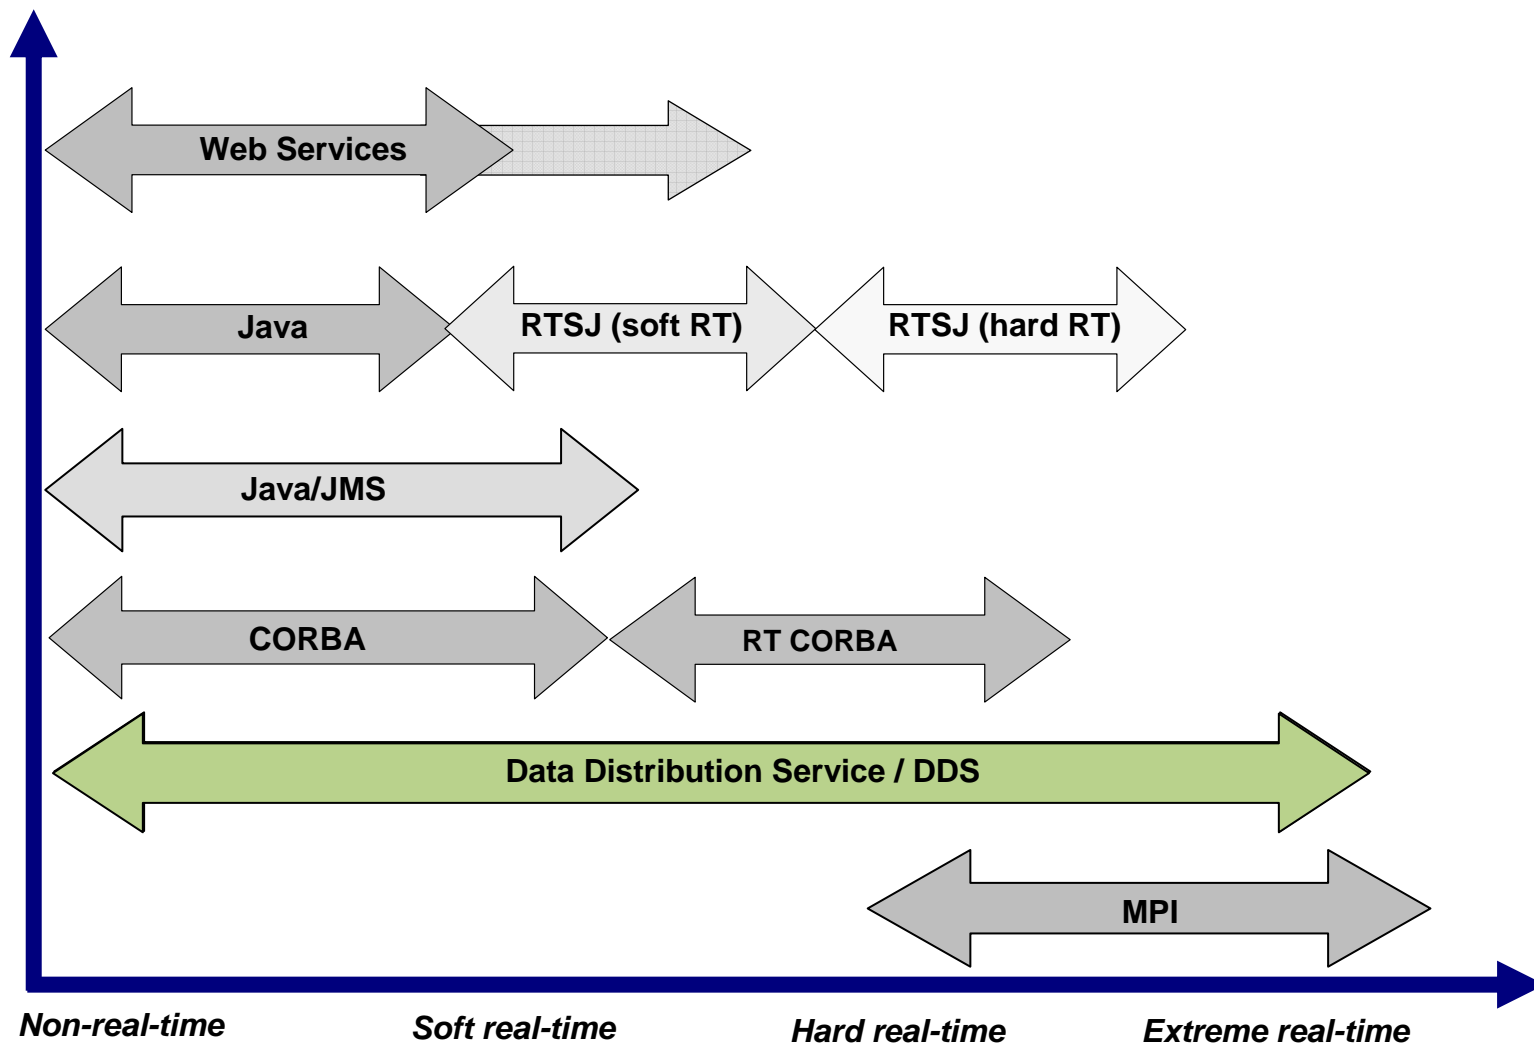 Web Services
Java
RTSJ (soft RT)
RTSJ (hard RT)
Java/JMS
CORBA
RT CORBA
Data Distribution Service / DDS
MPI
Non-real-time
Soft real-time
Hard real-time
Extreme real-time